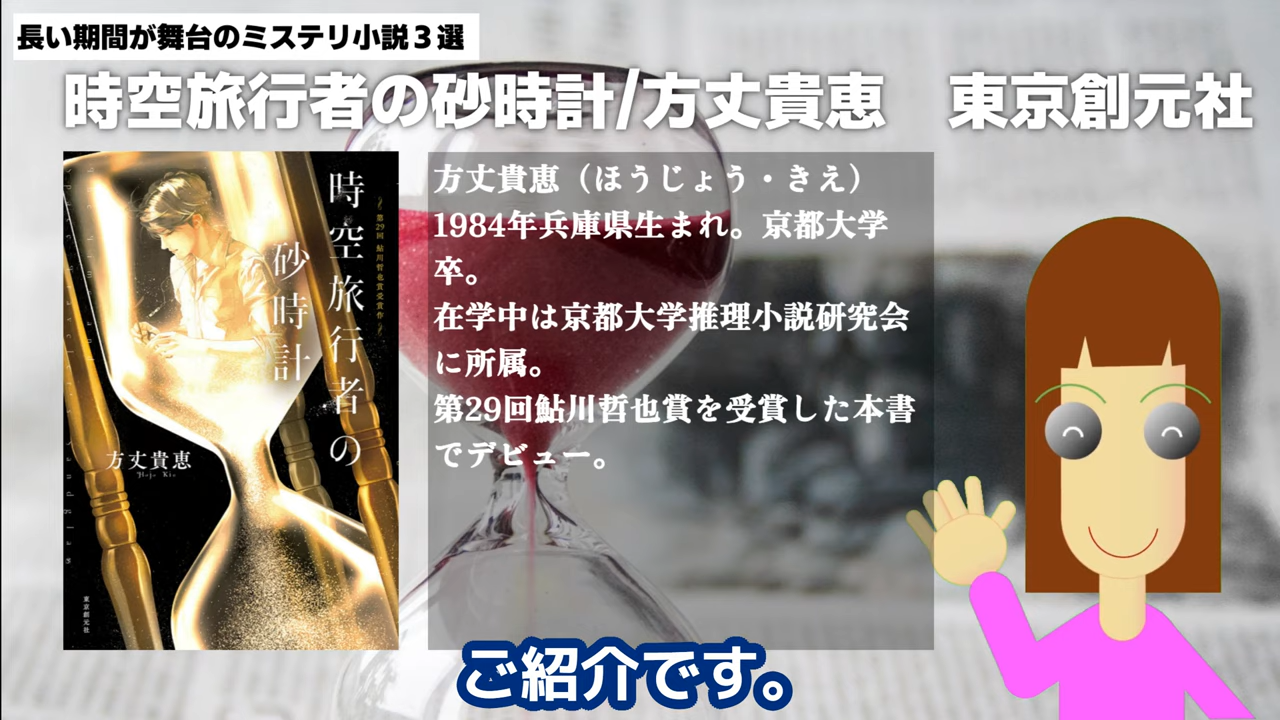 長い期間が舞台のミステリ小説3選
時空旅行者の砂時計/方丈貴恵　東京創元社
時空旅行者の
砂時計
第29回 鮎川哲也賞受賞作
方丈貴恵
Hojo Kie
東京創元社
方丈貴恵（ほうじょう・きえ）
1984年兵庫県生まれ。京都大学
卒。
在学中は京都大学推理小説研究会
に所属。
第29回鮎川哲也賞を受賞した本書
でデビュー。
ご紹介です。